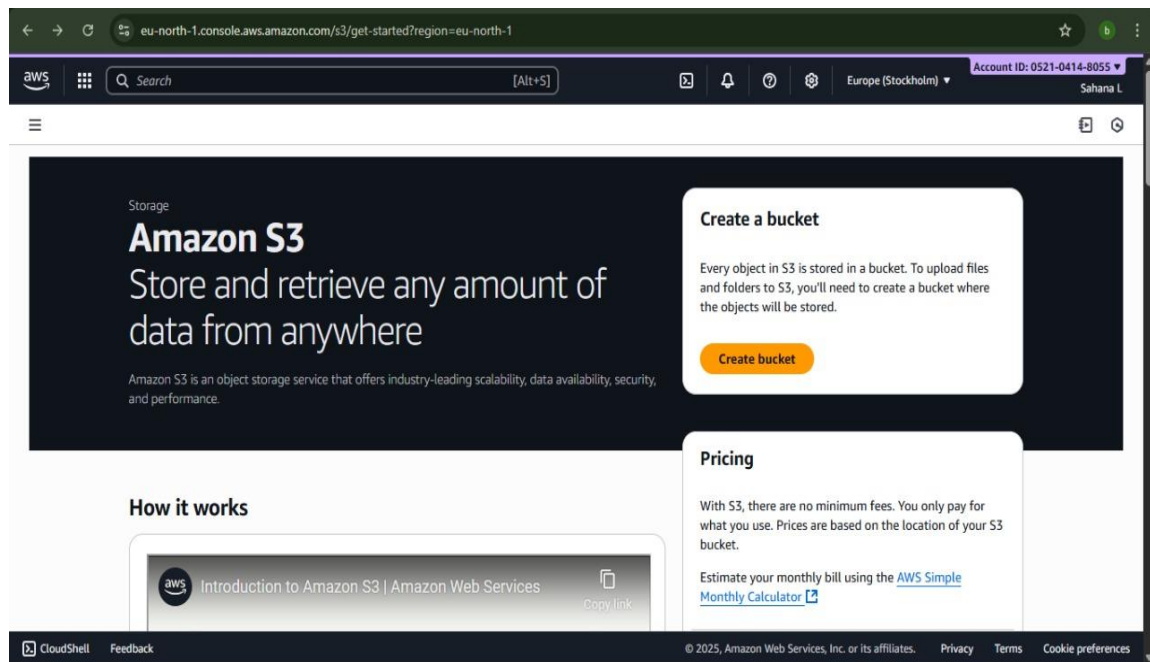 eu-north-1.console.aws.amazon.com/s3/get-started?region=eu-north-1
b
aws
Search
[Alt+S]
Europe (Stockholm)
Account ID: 0521-0414-8055
Sahana L
Storage
Amazon S3
Store and retrieve any amount of
data from anywhere
Amazon S3 is an object storage service that offers industry-leading scalability, data availability, security,
and performance.
Create a bucket
Every object in S3 is stored in a bucket. To upload files
and folders to S3, you'll need to create a bucket where
the objects will be stored.
Create bucket
Pricing
With S3, there are no minimum fees. You only pay for
what you use. Prices are based on the location of your S3
bucket.
Estimate your monthly bill using the AWS Simple
Monthly Calculator
How it works
aws
Introduction to Amazon S3 | Amazon Web Services
Copy link
CloudShell
Feedback
© 2025, Amazon Web Services, Inc. or its affiliates.
Privacy
Terms
Cookie preferences